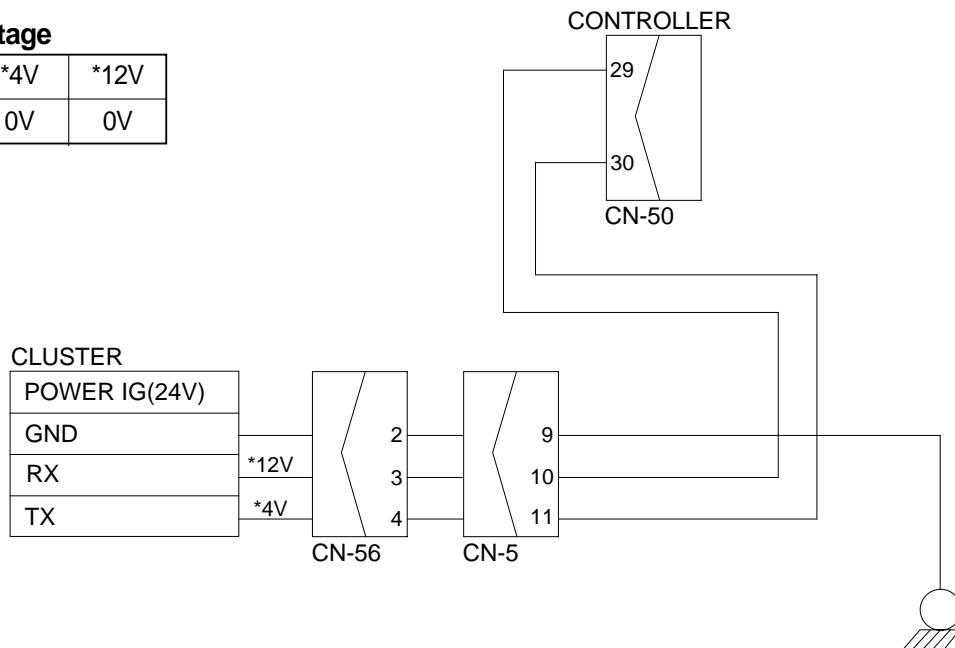 CONTROLLER
*4V *12V
0V 0V
29
30
CN-50
CLUSTER
POWER IG(24V)
GND
RX
TX
*12V
*4V
2
3
4
CN-56
9
10
11
CN-5